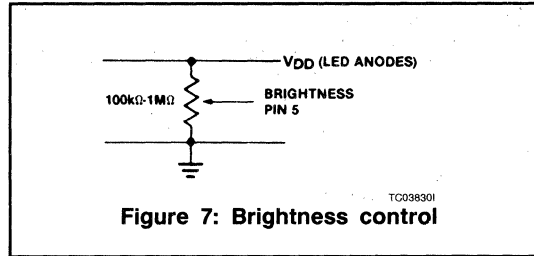 VDD (LED ANODES)
100kΩ-1MΩ
BRIGHTNESS
PIN 5
TC03830I
Figure 7: Brightness control